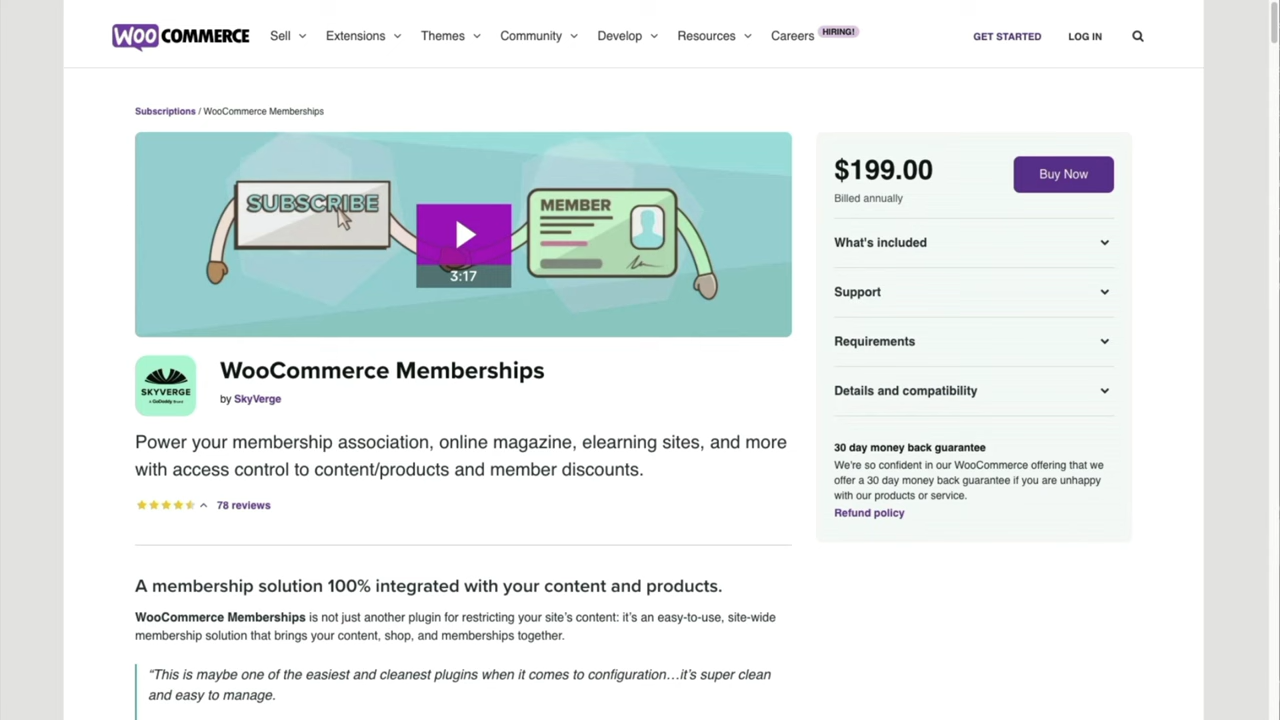 WOO COMMERCE Sell Extensions Themes Community Develop Resources Careers HIRING! GET STARTED LOG IN
Subscriptions / WooCommerce Memberships
SUBSCRIBE
MEMBER
3:17
$199.00
Buy Now
Billed annually
What's included
Support
Requirements
Details and compatibility
30 day money back guarantee
We're so confident in our WooCommerce offering that we
offer a 30 day money back guarantee if you are unhappy
with our products or service.
Refund policy
SKYVERGE
A GoDaddy Brand
WooCommerce Memberships
by SkyVerge
Power your membership association, online magazine, elearning sites, and more
with access control to content/products and member discounts.
78 reviews
A membership solution 100% integrated with your content and products.
WooCommerce Memberships is not just another plugin for restricting your site's content: it's an easy-to-use, site-wide
membership solution that brings your content, shop, and memberships together.
“This is maybe one of the easiest and cleanest plugins when it comes to configuration…it's super clean
and easy to manage.